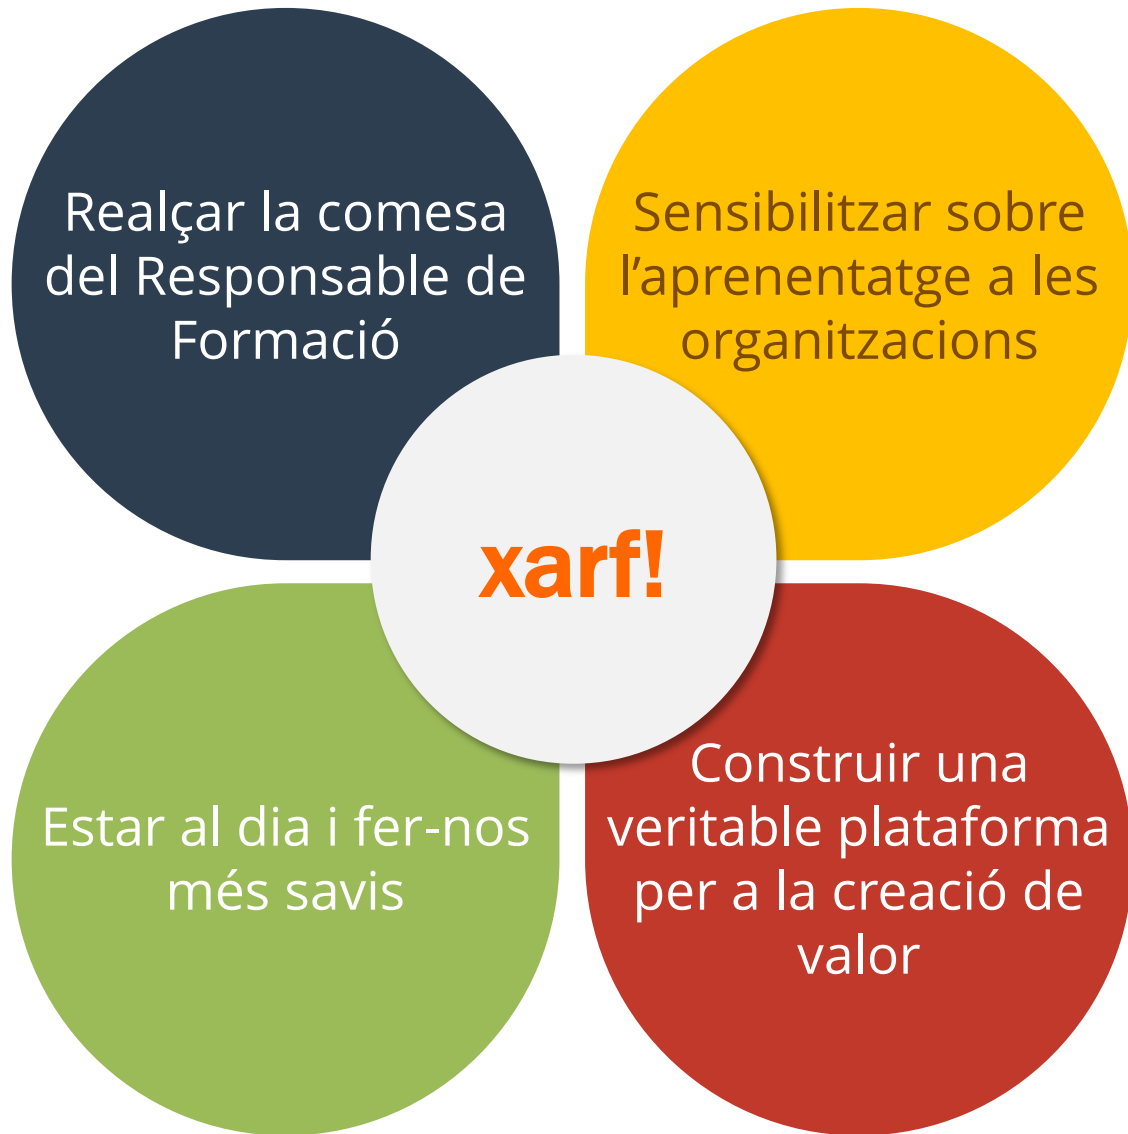 Realçar la comesa
del Responsable de
Formació
Sensibilitzar sobre
l’aprenentatge a les
organitzacions
xarf!
Estar al dia i fer-nos
més savis
Construir una
veritable plataforma
per a la creació de
valor